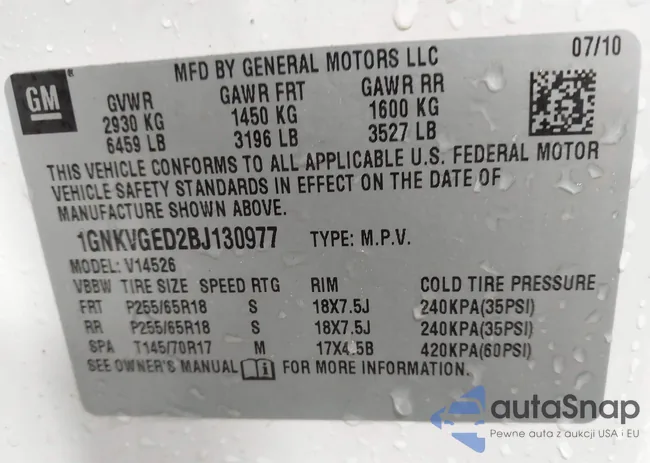 MFD BY GENERAL MOTORS LLC 07/10
GM ®
GVWR GAWR FRT GAWR RR
2930 KG 1450 KG 1600 KG
6459 LB 3196 LB 3527 LB
THIS VEHICLE CONFORMS TO ALL APPLICABLE U.S. FEDERAL MOTOR
VEHICLE SAFETY STANDARDS IN EFFECT ON THE DATE OF
MANUFACTURE SHOWN ABOVE.
1GNKVGED2BJ130977 TYPE: M.P.V.
MODEL: V14526
VBBW TIRE SIZE SPEED RTG RIM COLD TIRE PRESSURE
FRT P255/65R18 S 18X7.5J 240KPA(35PSI)
RR P255/65R18 S 18X7.5J 240KPA(35PSI)
SPA T145/70R17 M 17X4.5B 420KPA(60PSI)
SEE OWNER'S MANUAL FOR MORE INFORMATION.
autaSnap
Pewne auta z aukcji USA i EU